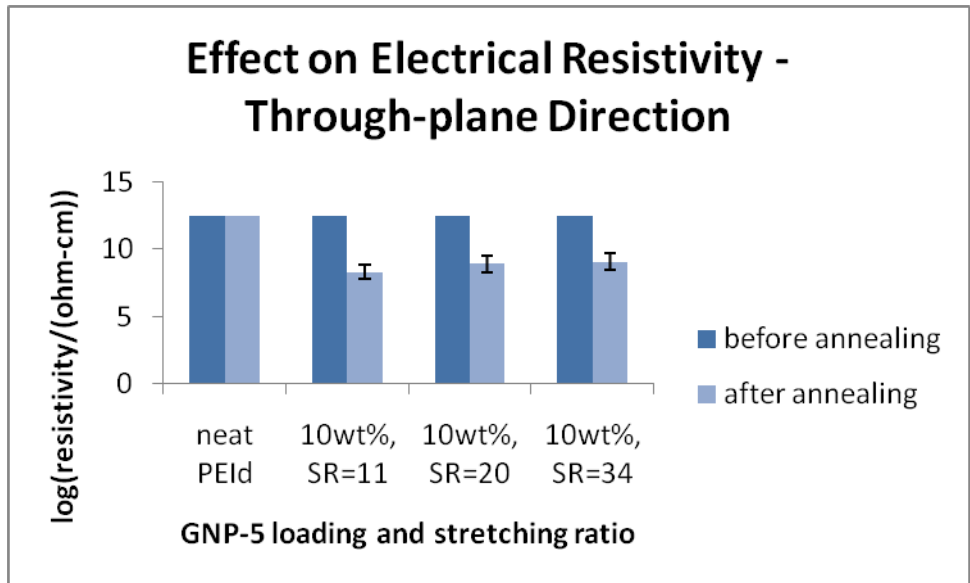 Effect on Electrical Resistivity -
Through-plane Direction
log(resistivity/(ohm-cm))
15
10
5
0
neat
PEId
10wt%,
SR=11
10wt%,
SR=20
10wt%,
SR=34
GNP-5 loading and stretching ratio
before annealing
after annealing